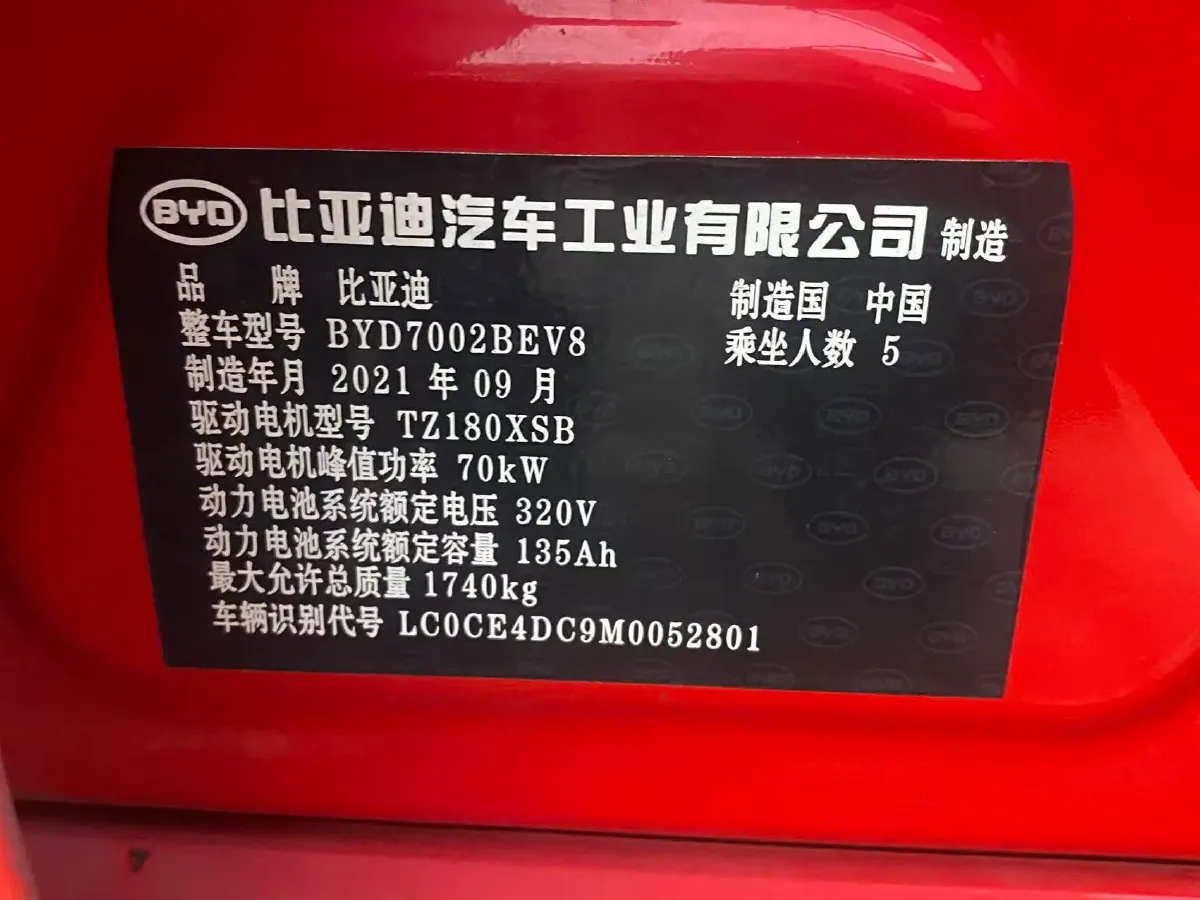 BYD 比亚迪汽车工业有限公司 制造
品 牌 比亚迪 制造国 中国
整车型号 BYD7002BEV8 乘坐人数 5
制造年月 2021 年 09 月
驱动电机型号 TZ180XSB
驱动电机峰值功率 70kW
动力电池系统额定电压 320V
动力电池系统额定容量 135Ah
最大允许总质量 1740kg
车辆识别代号 LC0CE4DC9M0052801